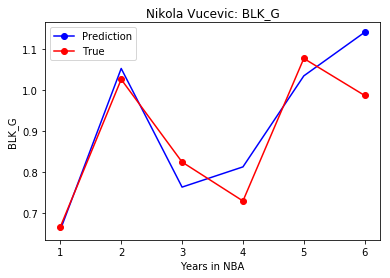 Nikola Vucevic: BLK_G
Prediction
True
1.1
1.0
0.9
0.8
0.7
BLK_G
1 2 3 4 5 6
Years in NBA